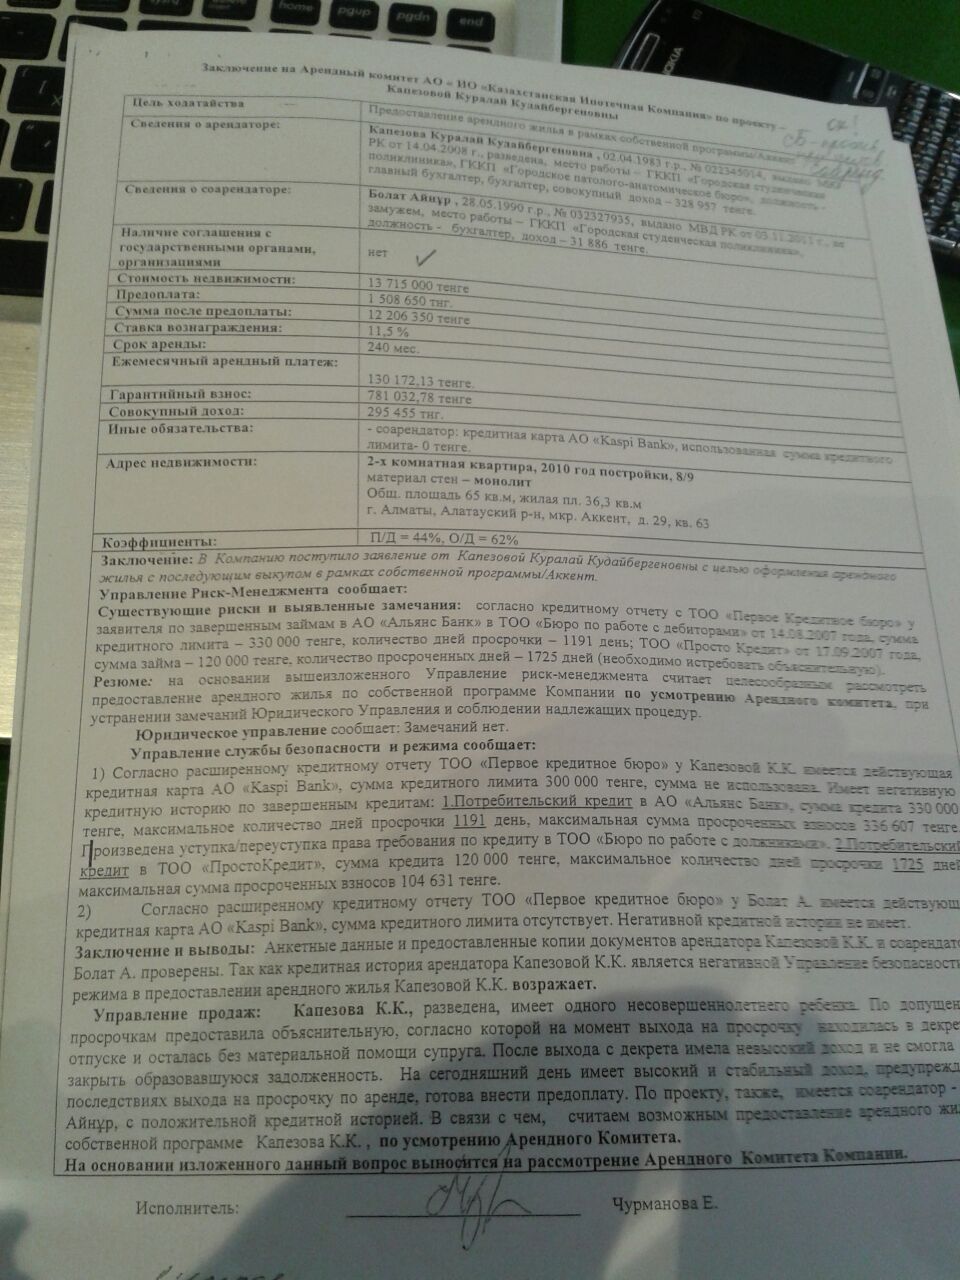 home pgup pgdn end
NOKIA
Заключение на Арендный комитет АО « ИО «Казахстанская Ипотечная Компания» по проекту –
Капезовой Куралай Кудайбергеновны
Цель ходатайства
Предоставление арендного жилья в рамках собственной программы/Аккент
ок!
СБ - против
Сведения о арендаторе:
Капезова Куралай Кудайбергеновна , 02.04.1983 г.р., № 022345014, выдано МВД
РК от 14.04.2008 г., разведена, место работы – ГККП «Городская студенческая
поликлиника», ГККП «Городское патолого-анатомическое бюро», должность -
главный бухгалтер, бухгалтер, совокупный доход – 328 957 тенге.
Сведения о соарендаторе:
Болат Айнұр , 28.05.1990 г.р., № 032327935, выдано МВД РК от 03.11.2011 г., не
замужем, место работы – ГККП «Городская студенческая поликлиника»,
должность - бухгалтер, доход – 31 886 тенге.
Наличие соглашения с
государственными органами,
организациями
нет
Стоимость недвижимости:
13 715 000 тенге
Предоплата:
1 508 650 тнг.
Сумма после предоплаты:
12 206 350 тенге
Ставка вознаграждения:
11,5 %
Срок аренды:
240 мес.
Ежемесячный арендный платеж:
130 172,13 тенге.
Гарантийный взнос:
781 032,78 тенге
Совокупный доход:
295 455 тнг.
Иные обязательства:
- соарендатор: кредитная карта АО «Kaspi Bank», использованная сумма кредитного
лимита- 0 тенге.
Адрес недвижимости:
2-х комнатная квартира, 2010 год постройки, 8/9
материал стен – монолит
Общ. площадь 65 кв.м, жилая пл. 36,3 кв.м
г. Алматы, Алатауский р-н, мкр. Аккент, д. 29, кв. 63
Коэффициенты:
П/Д = 44%, О/Д = 62%
Заключение: В Компанию поступило заявление от Капезовой Куралай Кудайбергеновны с целью оформления арендного
жилья с последующим выкупом в рамках собственной программы/Аккент.
Управление Риск-Менеджмента сообщает:
Существующие риски и выявленные замечания: согласно кредитному отчету с ТОО «Первое Кредитное бюро» у
заявителя по завершенным займам в АО «Альянс Банк» в ТОО «Бюро по работе с дебиторами» от 14.08.2007 года, сумма
кредитного лимита – 330 000 тенге, количество дней просрочки – 1191 день; ТОО «Просто Кредит» от 17.09.2007 года,
сумма займа – 120 000 тенге, количество просроченных дней – 1725 дней (необходимо истребовать объяснительную).
Резюме: на основании вышеизложенного Управление риск-менеджмента считает целесообразным рассмотреть
предоставление арендного жилья по собственной программе Компании по усмотрению Арендного комитета, при
устранении замечаний Юридического Управления и соблюдении надлежащих процедур.
Юридическое управление сообщает: Замечаний нет.
Управление службы безопасности и режима сообщает:
1) Согласно расширенному кредитному отчету ТОО «Первое кредитное бюро» у Капезовой К.К. имеется действующая
кредитная карта АО «Kaspi Bank», сумма кредитного лимита 300 000 тенге, сумма не использована. Имеет негативную
кредитную историю по завершенным кредитам: 1.Потребительский кредит в АО «Альянс Банк», сумма кредита 330 000
тенге, максимальное количество дней просрочки 1191 день, максимальная сумма просроченных взносов 336 607 тенге.
Произведена уступка/переуступка права требования по кредиту в ТОО «Бюро по работе с должниками». 2.Потребительский
кредит в ТОО «ПростоКредит», сумма кредита 120 000 тенге, максимальное количество дней просрочки 1725 дней
максимальная сумма просроченных взносов 104 631 тенге.
2) Согласно расширенному кредитному отчету ТОО «Первое кредитное бюро» у Болат А. имеется действующ
кредитная карта АО «Kaspi Bank», сумма кредитного лимита отсутствует. Негативной кредитной истории не имеет.
Заключение и выводы: Анкетные данные и предоставленные копии документов арендатора Капезовой К.К. и соарендато
Болат А. проверены. Так как кредитная история арендатора Капезовой К.К. является негативной Управление безопасности
режима в предоставлении арендного жилья Капезовой К.К. возражает.
Управление продаж: Капезова К.К., разведена, имеет одного несовершеннолетнего ребенка. По допущен
просрочкам предоставила объяснительную, согласно которой на момент выхода на просрочку находилась в декре
отпуске и осталась без материальной помощи супруга. После выхода с декрета имела невысокий доход и не смогла
закрыть образовавшуюся задолженность. На сегодняшний день имеет высокий и стабильный доход, предупрежд
последствиях выхода на просрочку по аренде, готова внести предоплату. По проекту, также, имеется соарендатор -
Айнұр, с положительной кредитной историей. В связи с чем, считаем возможным предоставление арендного жил
собственной программе Капезова К.К. , по усмотрению Арендного Комитета.
На основании изложенного данный вопрос выносится на рассмотрение Арендного Комитета Компании.
Исполнитель:
Чурманова Е.